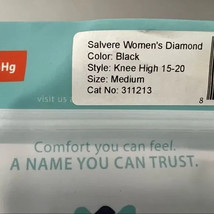 Salvere Women's Diamond
Color: Black
Style: Knee High 15-20
Size: Medium
Cat No: 311213
Hg
visit us
8
Comfort you can feel.
A NAME YOU CAN TRUST.